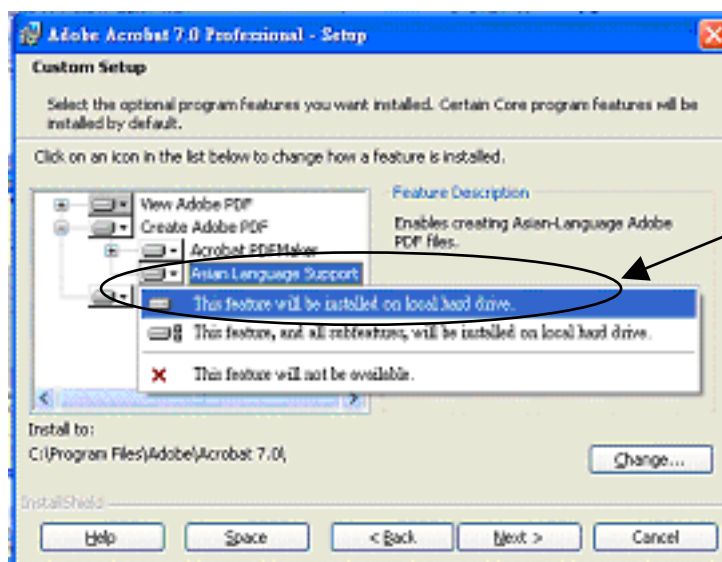 Adobe Acrobat 7.0 Professional - Setup
Custom Setup
Select the optional program features you want installed. Certain Core program features will be
installed by default.
Click on an icon in the list below to change how a feature is installed.
View Adobe PDF
Create Adobe PDF
Acrobat PDFMaker
Asian Language Support
This feature will be installed on local hard drive.
This feature, and all subfeatures, will be installed on local hard drive.
This feature will not be available.
Feature Description
Enables creating Asian-Language Adobe
PDF files.
Install to:
C:\Program Files\Adobe\Acrobat 7.0\
Change...
InstallShield
Help
Space
< Back
Next >
Cancel